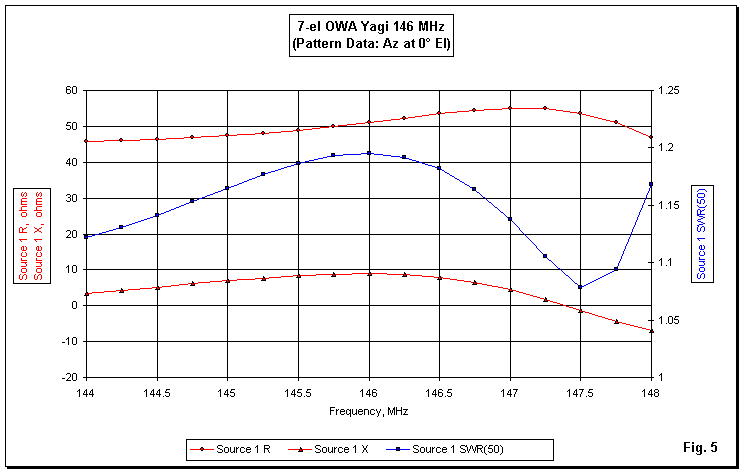 7-el OWA Yagi 146 MHz
(Pattern Data: Az at 0° El)
Source 1 R, ohms
Source 1 X, ohms
60
50
40
30
20
10
0
-10
-20
1.25
1.2
1.15
1.1
1.05
1
Source 1 SWR(50)
144
144.5
145
145.5
146
146.5
147
147.5
148
Frequency, MHz
Source 1 R
Source 1 X
Source 1 SWR(50)
Fig. 5